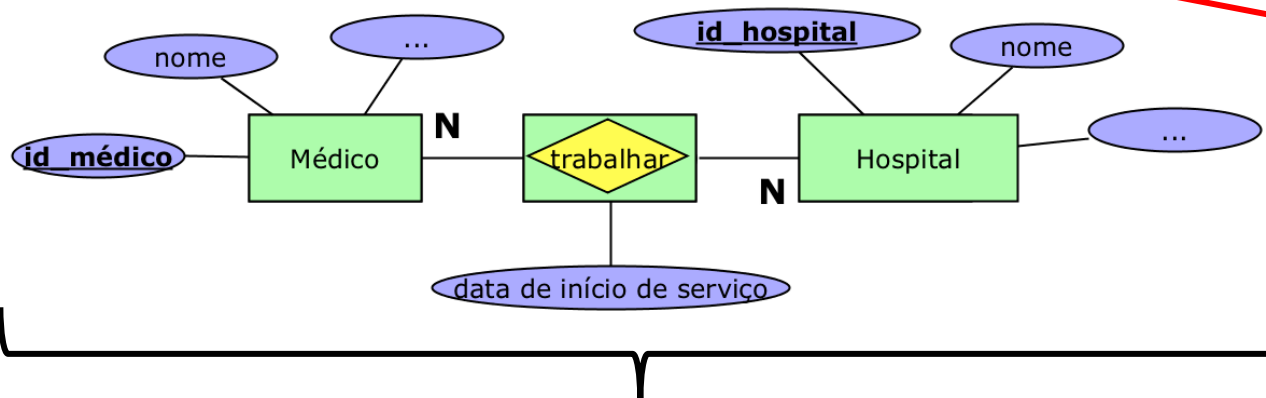 ...
id_hospital
nome
nome
...
N
id_médico
Médico
trabalhar
Hospital
N
data de início de serviço